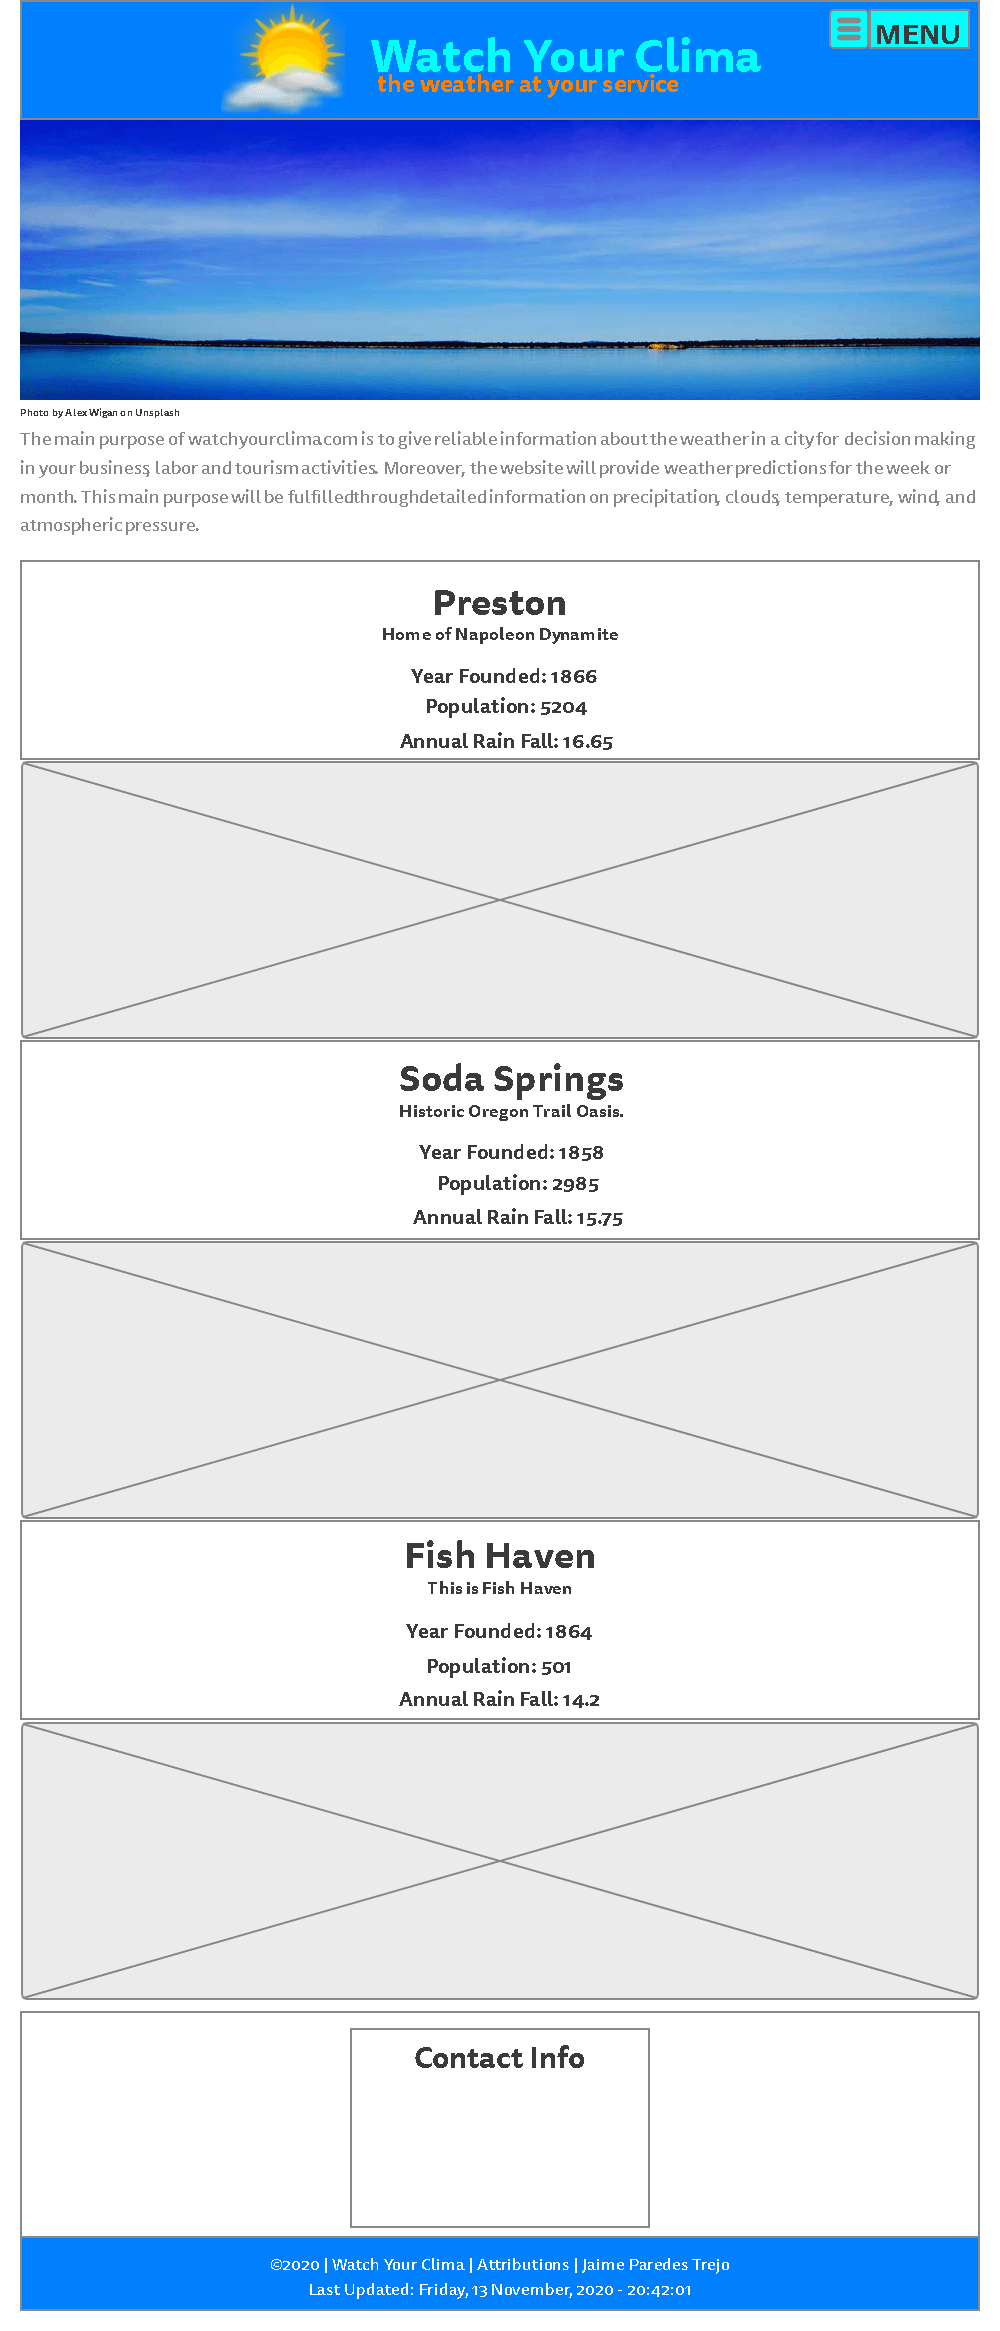 Watch Your Clima
the weather at your service
MENU
Photo by Alex Wigan on Unsplash
The main purpose of watchyourclima.com is to give reliable information about the weather in a city for decision making
in your business, labor and tourism activities. Moreover, the website will provide weather predictions for the week or
month. This main purpose will be fulfilled through detailed information on precipitation, clouds, temperature, wind, and
atmospheric pressure.
Preston
Home of Napoleon Dynamite
Year Founded: 1866
Population: 5204
Annual Rain Fall: 16.65
Soda Springs
Historic Oregon Trail Oasis.
Year Founded: 1858
Population: 2985
Annual Rain Fall: 15.75
Fish Haven
This is Fish Haven
Year Founded: 1864
Population: 501
Annual Rain Fall: 14.2
Contact Info
©2020 | Watch Your Clima | Attributions | Jaime Paredes Trejo
Last Updated: Friday, 13 November, 2020 - 20:42:01